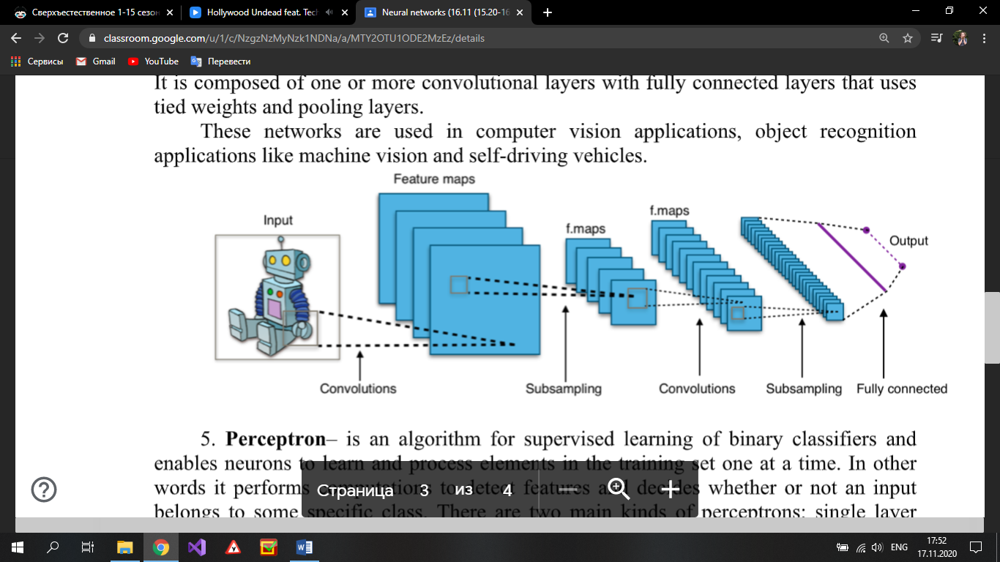 Сверхъестественное 1-15 сезон
Hollywood Undead feat. Tech
Neural networks (16.11 (15.20-16
classroom.google.com/u/1/c/NzgzNzMyNzk1NDNa/a/MTY2OTU1ODE2MzEz/details
Сервисы Gmail YouTube Перевести
It is composed of one or more convolutional layers with fully connected layers that uses
tied weights and pooling layers.
These networks are used in computer vision applications, object recognition
applications like machine vision and self-driving vehicles.
Feature maps
f.maps
Input
f.maps
Output
Convolutions Subsampling Convolutions Subsampling Fully connected
5. Perceptron– is an algorithm for supervised learning of binary classifiers and
enables neurons to learn and process elements in the training set one at a time. In other
words it performs computations to detect features and decides whether or not an input
belongs to some specific class. There are two main kinds of perceptrons: single layer
Страница 3 из 4
ENG
17:52
17.11.2020